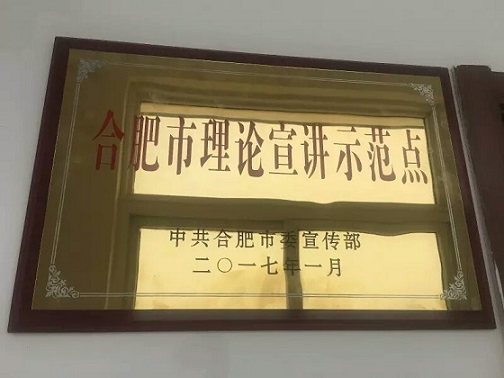 合肥市理论宣讲示范点
中共合肥市委宣传部
二〇一七年一月